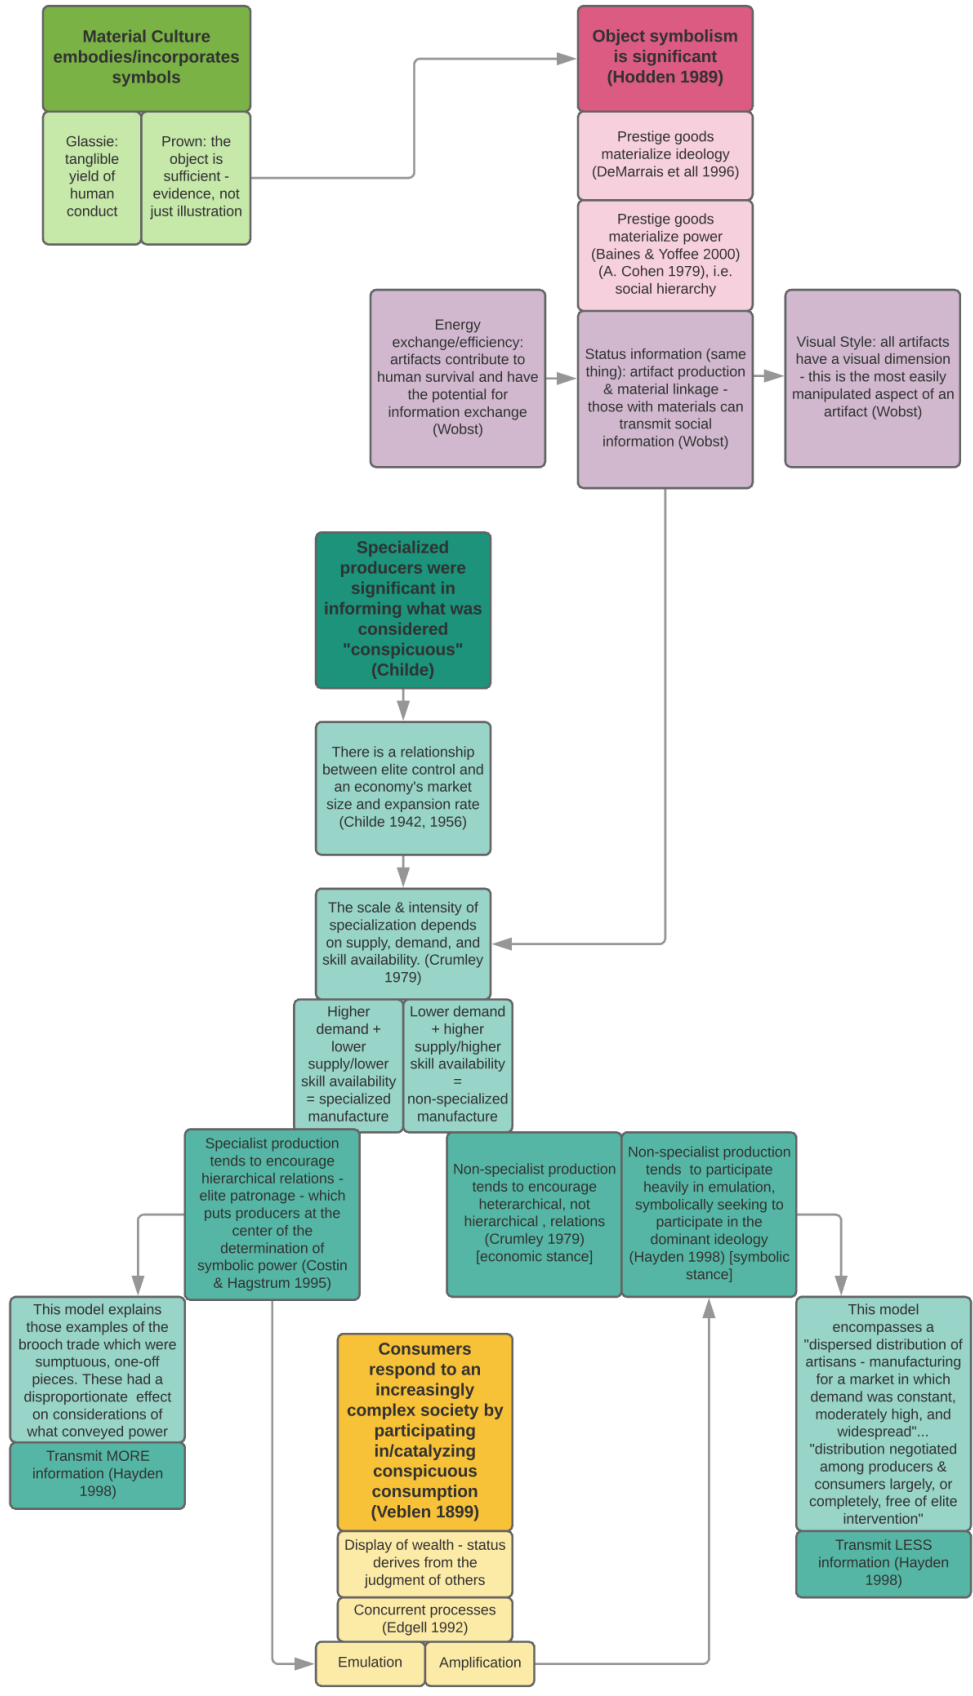 Material Culture
embodies/incorporates
symbols
Glassie:
tangible
yield of
human
conduct
Prown: the
object is
sufficient -
evidence, not
just illustration
Object symbolism
is significant
(Hodden 1989)
Prestige goods
materialize ideology
(DeMarrais et all 1996)
Prestige goods
materialize power
(Baines & Yoffee 2000)
(A. Cohen 1979), i.e.
social hierarchy
Energy
exchange/efficiency:
artifacts contribute to
human survival and have
the potential for
information exchange
(Wobst)
Status information (same
thing): artifact production
& material linkage -
those with materials can
transmit social
information (Wobst)
Visual Style: all artifacts
have a visual dimension
- this is the most easily
manipulated aspect of an
artifact (Wobst)
Specialized
producers were
significant in
informing what was
considered
"conspicuous"
(Childe)
There is a relationship
between elite control and
an economy's market
size and expansion rate
(Childe 1942, 1956)
The scale & intensity of
specialization depends
on supply, demand, and
skill availability. (Crumley
1979)
Higher
demand +
lower
supply/lower
skill availability
= specialized
manufacture
Lower demand
+ higher
supply/higher
skill availability
=
non-specialized
manufacture
Specialist production
tends to encourage
hierarchical relations -
elite patronage - which
puts producers at the
center of the
determination of
symbolic power (Costin
& Hagstrum 1995)
Non-specialist production
tends to encourage
heterarchical, not
hierarchical , relations
(Crumley 1979)
[economic stance]
Non-specialist production
tends  to participate
heavily in emulation,
symbolically seeking to
participate in the
dominant ideology
(Hayden 1998) [symbolic
stance]
This model explains
those examples of the
brooch trade which were
sumptuous, one-off
pieces. These had a
disproportionate  effect
on considerations of
what conveyed power
Transmit MORE
information (Hayden
1998)
Consumers
respond to an
increasingly
complex society by
participating
in/catalyzing
conspicuous
consumption
(Veblen 1899)
Display of wealth - status
derives from the
judgment of others
Concurrent processes
(Edgell 1992)
Emulation
Amplification
This model
encompasses a
"dispersed distribution of
artisans - manufacturing
for a market in which
demand was constant,
moderately high, and
widespread"...
"distribution negotiated
among producers &
consumers largely, or
completely, free of elite
intervention"
Transmit LESS
information (Hayden
1998)